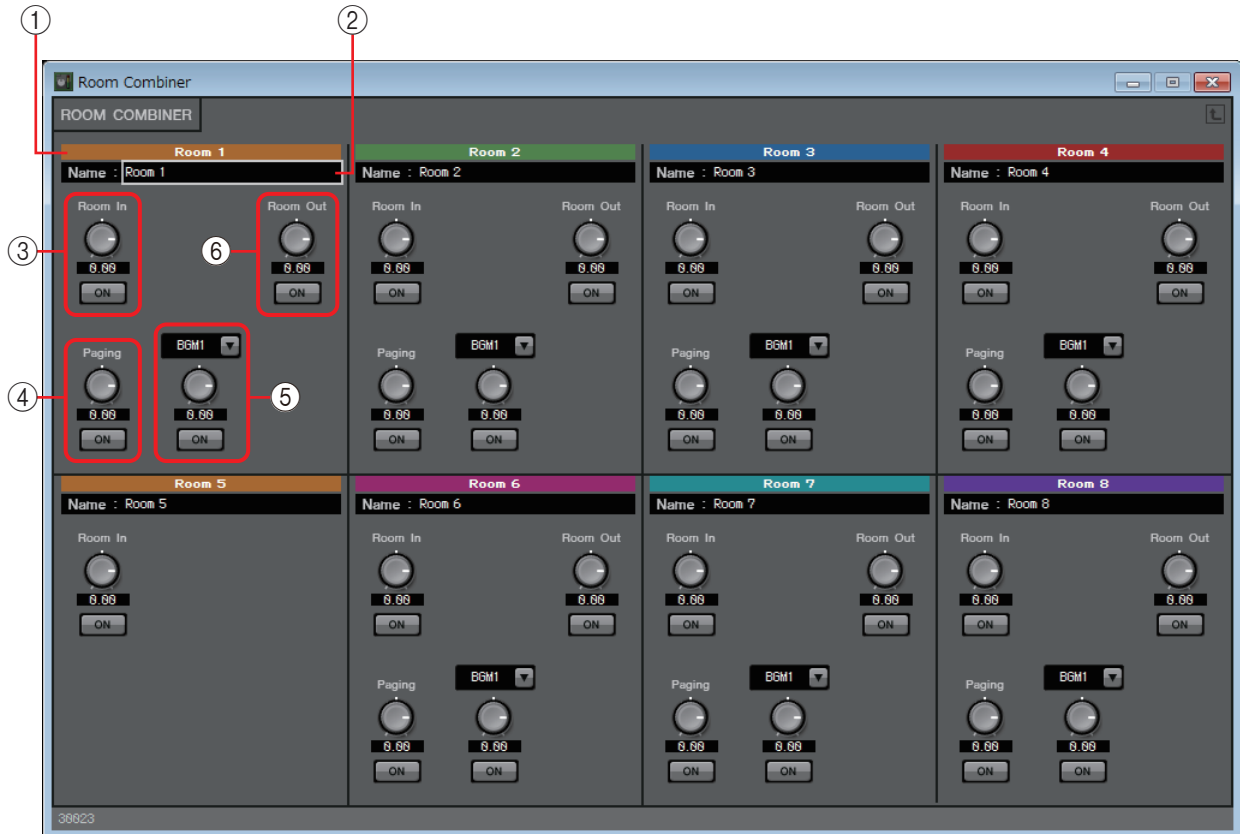 ① ②
Room Combiner
ROOM COMBINER
Room 1 Room 2 Room 3 Room 4
Name : Room 1 Name : Room 2 Name : Room 3 Name : Room 4
Room In Room Out Room In Room Out Room In Room Out Room In Room Out
③ ⑥
0.00 0.00 0.00 0.00 0.00 0.00 0.00 0.00
ON ON ON ON ON ON ON ON
Paging BGM1 Paging BGM1 Paging BGM1 Paging BGM1
④ ⑤
0.00 0.00 0.00 0.00 0.00 0.00 0.00 0.00
ON ON ON ON ON ON ON ON
Room 5 Room 6 Room 7 Room 8
Name : Room 5 Name : Room 6 Name : Room 7 Name : Room 8
Room In Room In Room Out Room In Room Out Room In Room Out
0.00 0.00 0.00 0.00 0.00 0.00 0.00
ON ON ON ON ON ON ON
Paging BGM1 Paging BGM1 Paging BGM1
0.00 0.00 0.00 0.00 0.00 0.00
ON ON ON ON ON ON
30023